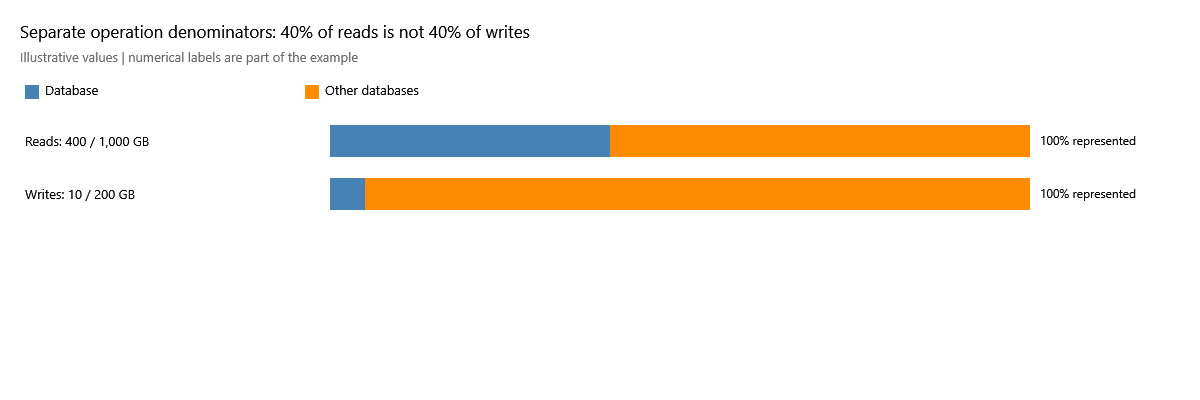 Separate operation denominators: 40% of reads is not 40% of writes
Illustrative values | numerical labels are part of the example
Database
Other databases
Reads: 400 / 1,000 GB
100% represented
Writes: 10 / 200 GB
100% represented